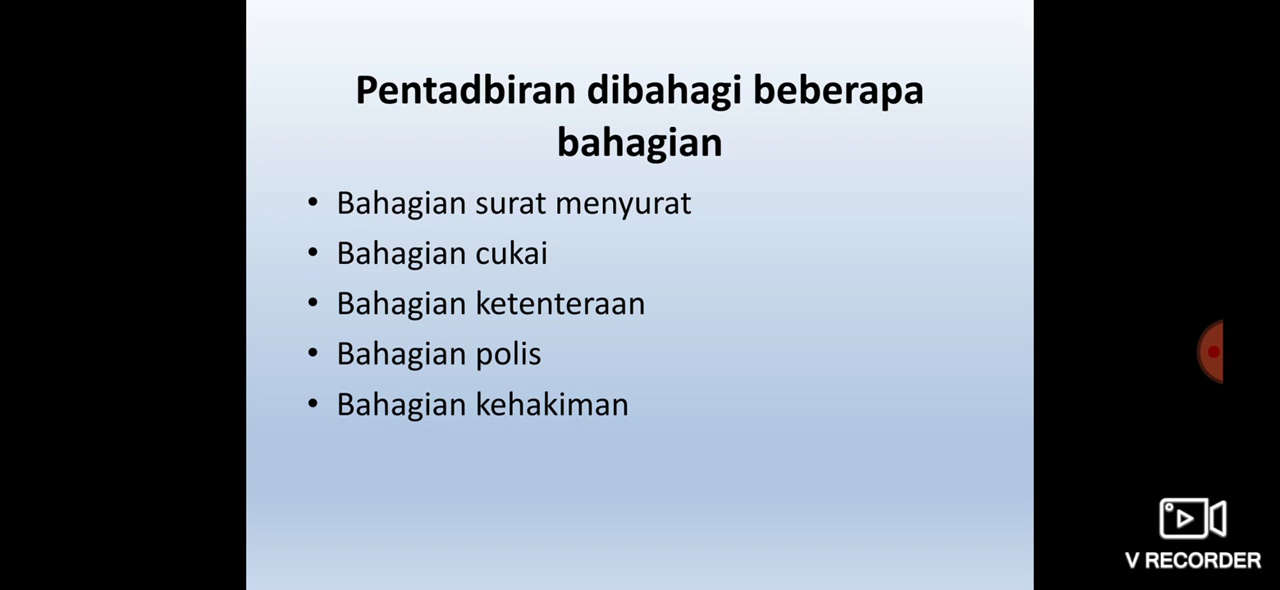 Pentadbiran dibahagi beberapa
bahagian
• Bahagian surat menyurat
• Bahagian cukai
• Bahagian ketenteraan
• Bahagian polis
• Bahagian kehakiman
V RECORDER